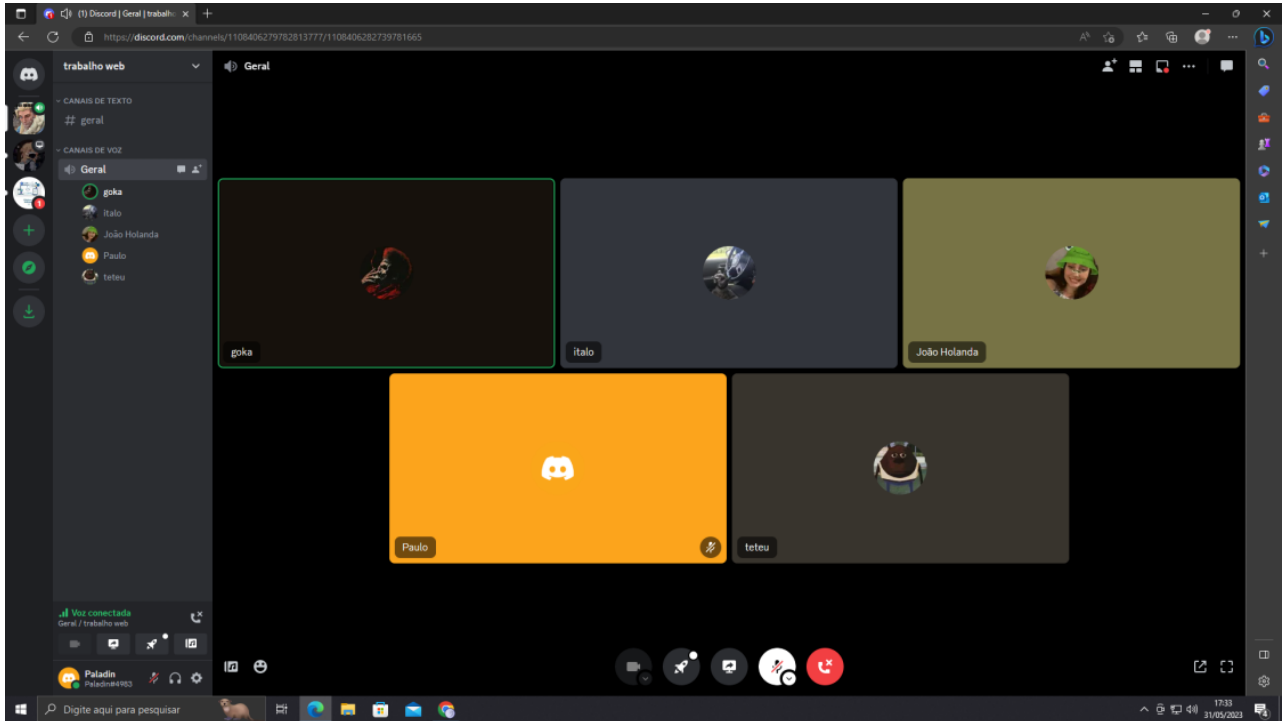 (1) Discord | Geral | trabalho
https://discord.com/channels/1108406279782813777/1108406282739781665
trabalho web
Geral
CANAIS DE TEXTO
geral
CANAIS DE VOZ
Geral
goka
italo
João Holanda
Paulo
teteu
1
goka
italo
João Holanda
Paulo
teteu
Voz conectada
Geral / trabalho web
Paladin
Paladin#4983
Digite aqui para pesquisar
17:33
31/05/2023
4